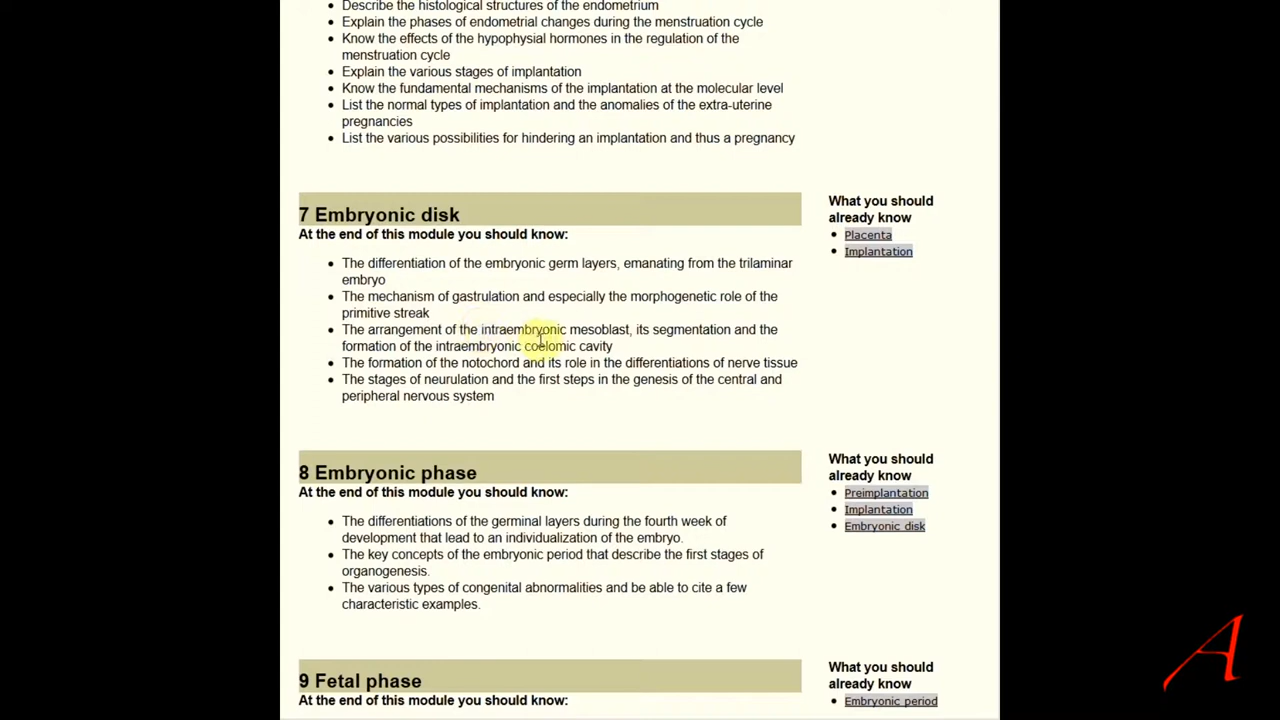 Describe the histological structures of the endometrium
Explain the phases of endometrial changes during the menstruation cycle
Know the effects of the hypophysial hormones in the regulation of the
menstruation cycle
Explain the various stages of implantation
Know the fundamental mechanisms of the implantation at the molecular level
List the normal types of implantation and the anomalies of the extra-uterine
pregnancies
List the various possibilities for hindering an implantation and thus a pregnancy
7 Embryonic disk
At the end of this module you should know:
The differentiation of the embryonic germ layers, emanating from the trilaminar
embryo
The mechanism of gastrulation and especially the morphogenetic role of the
primitive streak
The arrangement of the intraembryonic mesoblast, its segmentation and the
formation of the intraembryonic coelomic cavity
The formation of the notochord and its role in the differentiations of nerve tissue
The stages of neurulation and the first steps in the genesis of the central and
peripheral nervous system
What you should
already know
Placenta
Implantation
8 Embryonic phase
At the end of this module you should know:
The differentiations of the germinal layers during the fourth week of
development that lead to an individualization of the embryo.
The key concepts of the embryonic period that describe the first stages of
organogenesis.
The various types of congenital abnormalities and be able to cite a few
characteristic examples.
What you should
already know
Preimplantation
Implantation
Embryonic disk
9 Fetal phase
At the end of this module you should know:
What you should
already know
Embryonic period
A